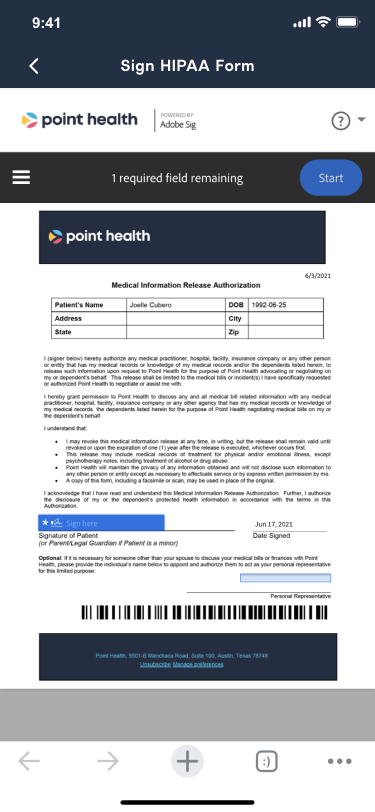 9:41
Sign HIPAA Form
point health
POWERED BY
Adobe Sig
?
1 required field remaining
Start
point health
6/3/2021
Medical Information Release Authorization
Patient's Name Joelle Cubero DOB 1992-06-25
Address City
State Zip
I (signer below) hereby authorize any medical practitioner, hospital, facility, insurance company or any other person
or entity that has my medical records or knowledge of my medical records and/or the dependents listed herein, to
release such information upon request to Point Health for the purpose of Point Health advocating or negotiating on
my or dependent's behalf. This release shall be limited to the medical bills or incident(s) I have specifically requested
or authorized Point Health to negotiate or assist me with.
I hereby grant permission to Point Health to discuss any and all medical bill related information with any medical
practitioner, hospital, facility, insurance company or any other agency that has my medical records or knowledge of
my medical records the dependents listed herein for the purpose of Point Health negotiating medical bills on my or
the dependent's behalf.
I understand that:
• I may revoke this medical information release at any time, in writing, but the release shall remain valid until
revoked or upon the expiration of one (1) year after the release is executed, whichever occurs first.
• This release may include medical records of treatment for physical and/or emotional illness, except
psychotherapy notes, including treatment of alcohol or drug abuse.
• Point Health will maintain the privacy of any information obtained and will not disclose such information to
any other person or entity except as necessary to effectuate service or by express written permission by me.
• A copy of this form, including a facsimile or scan, may be used in place of the original.
I acknowledge that I have read and understand this Medical Information Release Authorization. Further, I authorize
the disclosure of my or the dependent's protected health information in accordance with the terms in this
Authorization.
* Sign here
Jun 17, 2021
Signature of Patient Date Signed
(or Parent/Legal Guardian if Patient is a minor)
Optional: If it is necessary for someone other than your spouse to discuss your medical bills or finances with Point
Health, please provide the individual's name below to appoint and authorize them to act as your personal representative
for this limited purpose:
Personal Representative
Point Health, 9501-B Manchaca Road, Suite 100, Austin, Texas 78748
Unsubscribe Manage preferences
:)